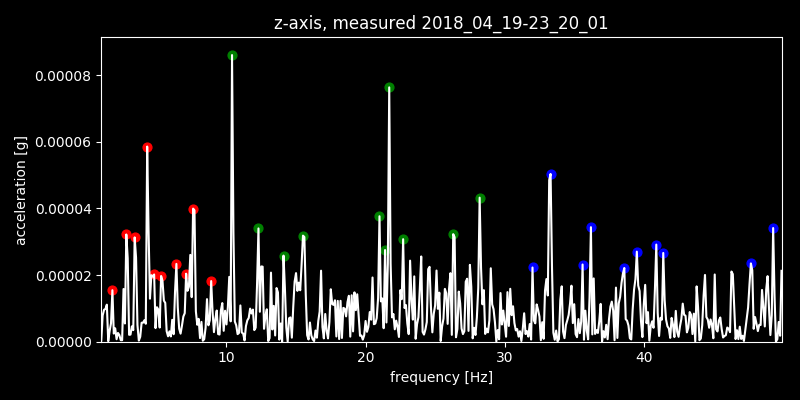 z-axis, measured 2018_04_19-23_20_01
acceleration [g]
0.00008
0.00006
0.00004
0.00002
0.00000
10 20 30 40
frequency [Hz]